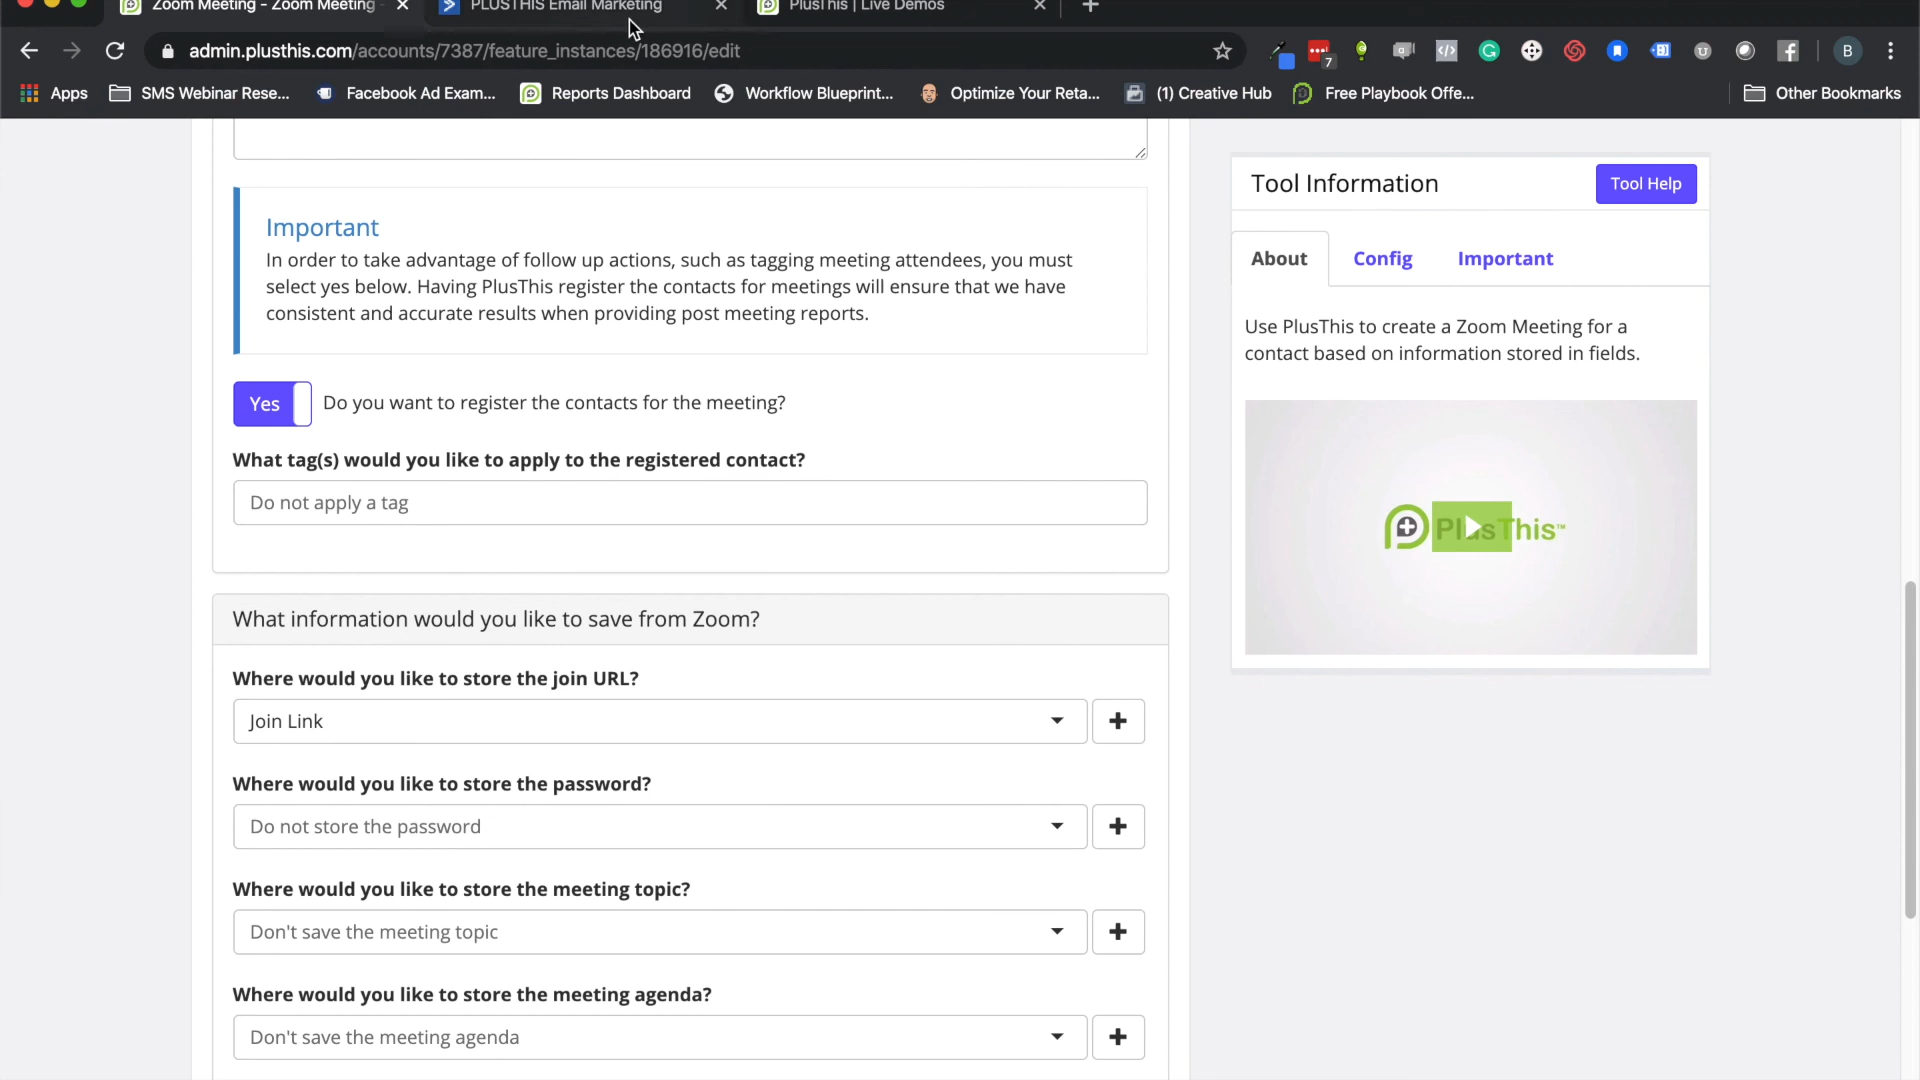 Zoom Meeting - Zoom Meeting -
PLUSTHIS Email Marketing
PlusThis | Live Demos
admin.plusthis.com/accounts/7387/feature_instances/186916/edit
7
B
Apps
SMS Webinar Rese...
Facebook Ad Exam...
Reports Dashboard
Workflow Blueprint...
Optimize Your Reta...
(1) Creative Hub
Free Playbook Offe...
Other Bookmarks
Important
In order to take advantage of follow up actions, such as tagging meeting attendees, you must
select yes below. Having PlusThis register the contacts for meetings will ensure that we have
consistent and accurate results when providing post meeting reports.
Yes
Do you want to register the contacts for the meeting?
What tag(s) would you like to apply to the registered contact?
Do not apply a tag
What information would you like to save from Zoom?
Where would you like to store the join URL?
Join Link
Where would you like to store the password?
Do not store the password
Where would you like to store the meeting topic?
Don't save the meeting topic
Where would you like to store the meeting agenda?
Don't save the meeting agenda
Tool Information
Tool Help
About
Config
Important
Use PlusThis to create a Zoom Meeting for a
contact based on information stored in fields.
PlusThis™